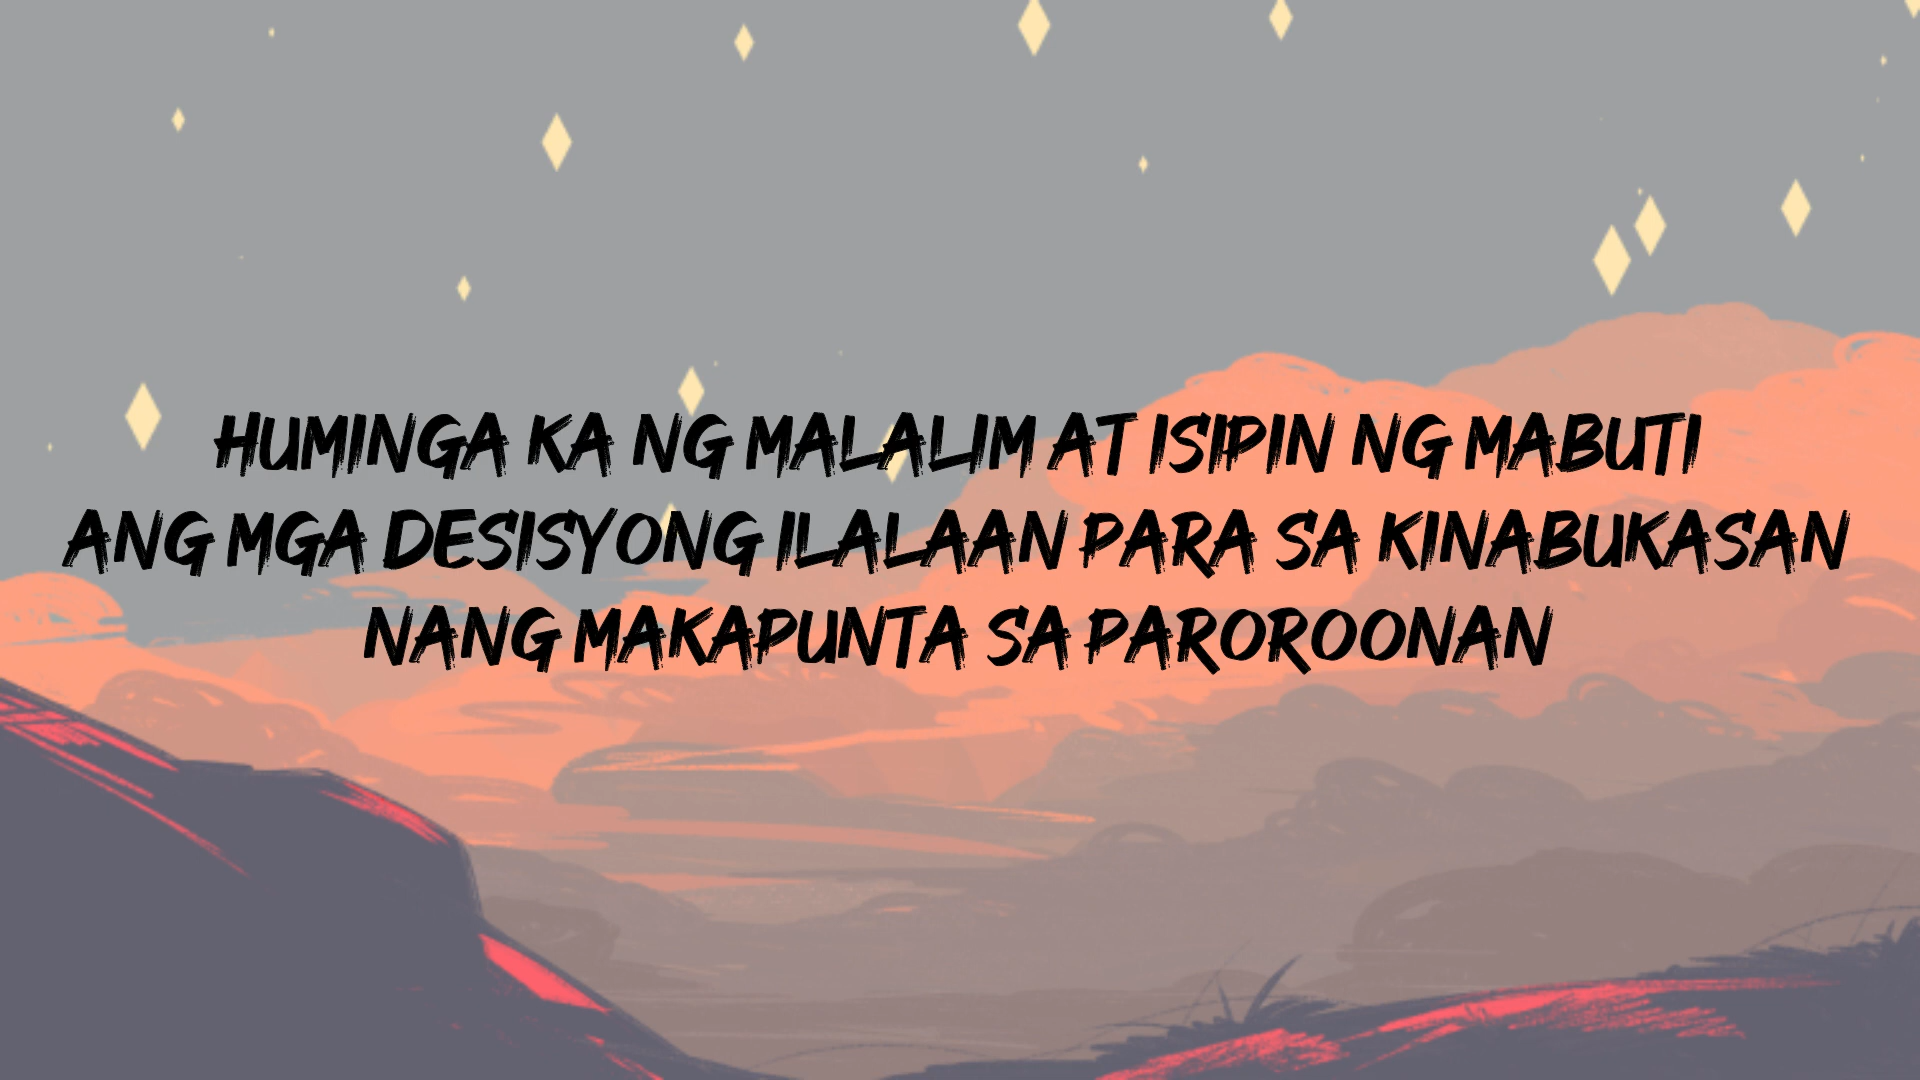 HUMINGA KA NG MALALIM AT ISIPIN NG MABUTI
ANG MGA DESISYONG ILALAAN PARA SA KINABUKASAN
NANG MAKAPUNTA SA PAROROONAN